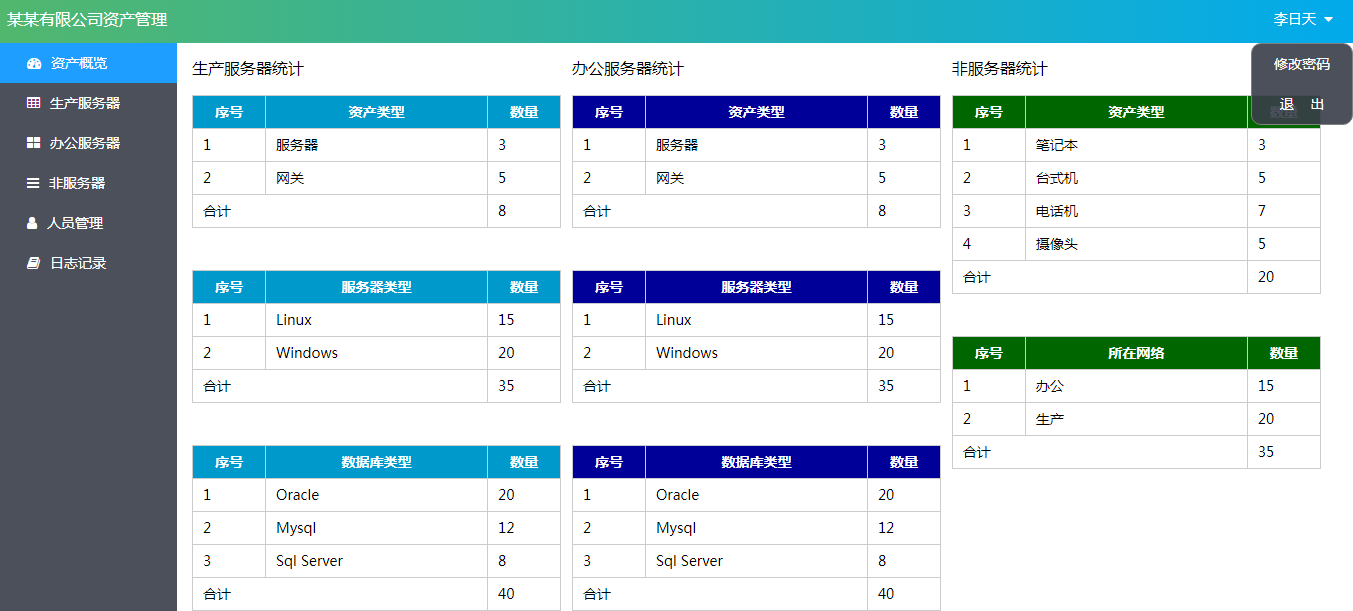 某某有限公司资产管理
李日天
修改密码
退 出
资产概览
生产服务器
办公服务器
非服务器
人员管理
日志记录
生产服务器统计
序号 资产类型 数量
1 服务器 3
2 网关 5
合计 8
序号 服务器类型 数量
1 Linux 15
2 Windows 20
合计 35
序号 数据库类型 数量
1 Oracle 20
2 Mysql 12
3 Sql Server 8
合计 40
办公服务器统计
序号 资产类型 数量
1 服务器 3
2 网关 5
合计 8
序号 服务器类型 数量
1 Linux 15
2 Windows 20
合计 35
序号 数据库类型 数量
1 Oracle 20
2 Mysql 12
3 Sql Server 8
合计 40
非服务器统计
序号 资产类型
1 笔记本 3
2 台式机 5
3 电话机 7
4 摄像头 5
合计 20
序号 所在网络 数量
1 办公 15
2 生产 20
合计 35